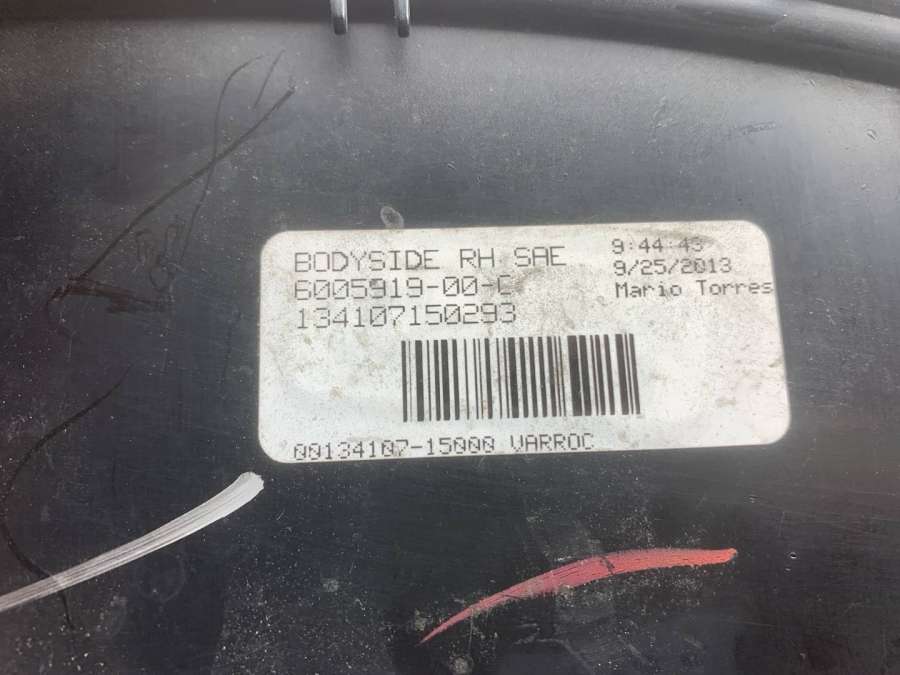 BODYSIDE RH SAE
6005919-00-C
134107150293
9:44:43
9/25/2013
Mario Torres
00134107-15000 VARROC